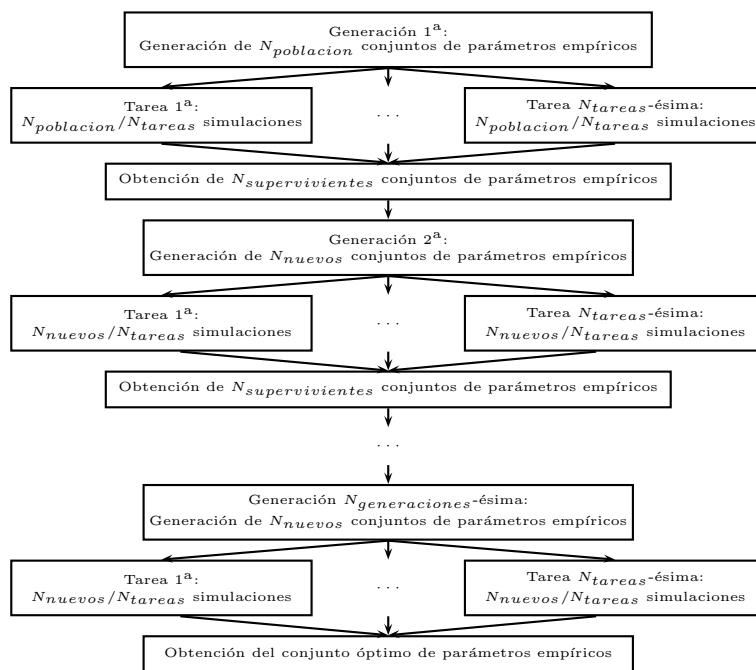 Generación 1ª:
Generación de N_poblacion conjuntos de parámetros empíricos
Tarea 1ª:
N_poblacion/N_tareas simulaciones
...
Tarea N_tareas-ésima:
N_poblacion/N_tareas simulaciones
Obtención de N_supervivientes conjuntos de parámetros empíricos
Generación 2ª:
Generación de N_nuevos conjuntos de parámetros empíricos
Tarea 1ª:
N_nuevos/N_tareas simulaciones
...
Tarea N_tareas-ésima:
N_nuevos/N_tareas simulaciones
Obtención de N_supervivientes conjuntos de parámetros empíricos
...
Generación N_generaciones-ésima:
Generación de N_nuevos conjuntos de parámetros empíricos
Tarea 1ª:
N_nuevos/N_tareas simulaciones
...
Tarea N_tareas-ésima:
N_nuevos/N_tareas simulaciones
Obtención del conjunto óptimo de parámetros empíricos